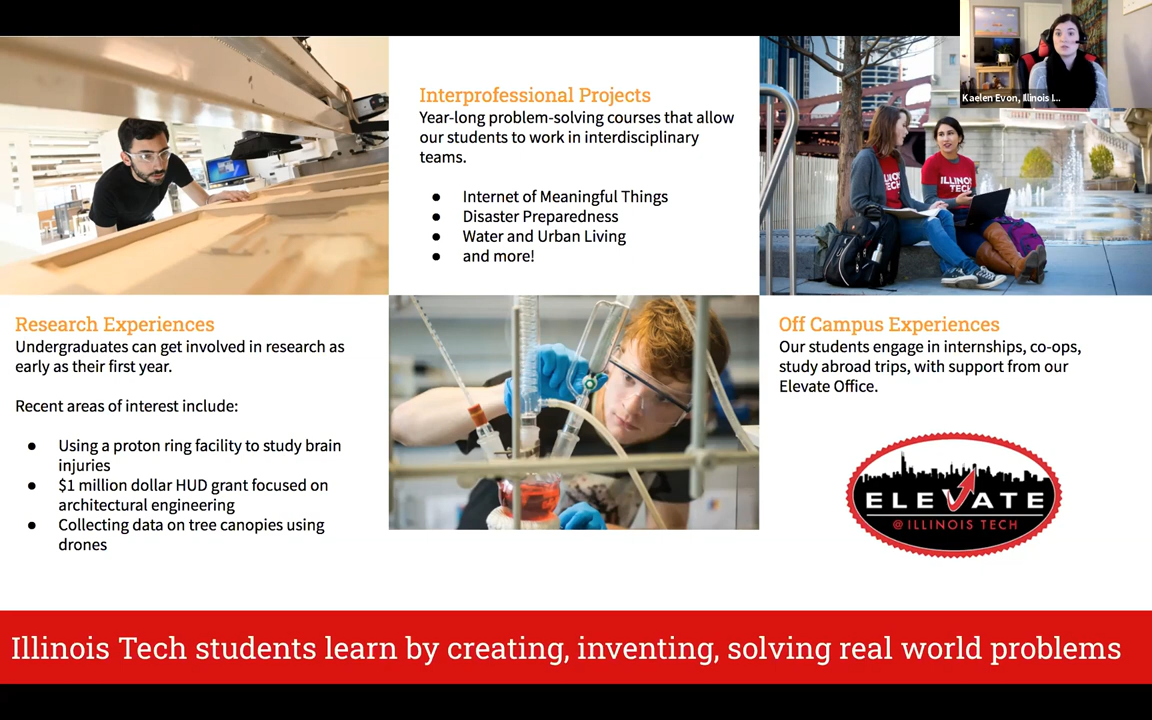 Kaelen Evon, Illinois I...
Interprofessional Projects
Year-long problem-solving courses that allow
our students to work in interdisciplinary
teams.
● Internet of Meaningful Things
● Disaster Preparedness
● Water and Urban Living
● and more!
ILLINOIS
TECH
ILLINOIS
TECH
Research Experiences
Undergraduates can get involved in research as
early as their first year.
Recent areas of interest include:
● Using a proton ring facility to study brain
injuries
● $1 million dollar HUD grant focused on
architectural engineering
● Collecting data on tree canopies using
drones
Off Campus Experiences
Our students engage in internships, co-ops,
study abroad trips, with support from our
Elevate Office.
ELEVATE
@ILLINOIS TECH
Illinois Tech students learn by creating, inventing, solving real world problems